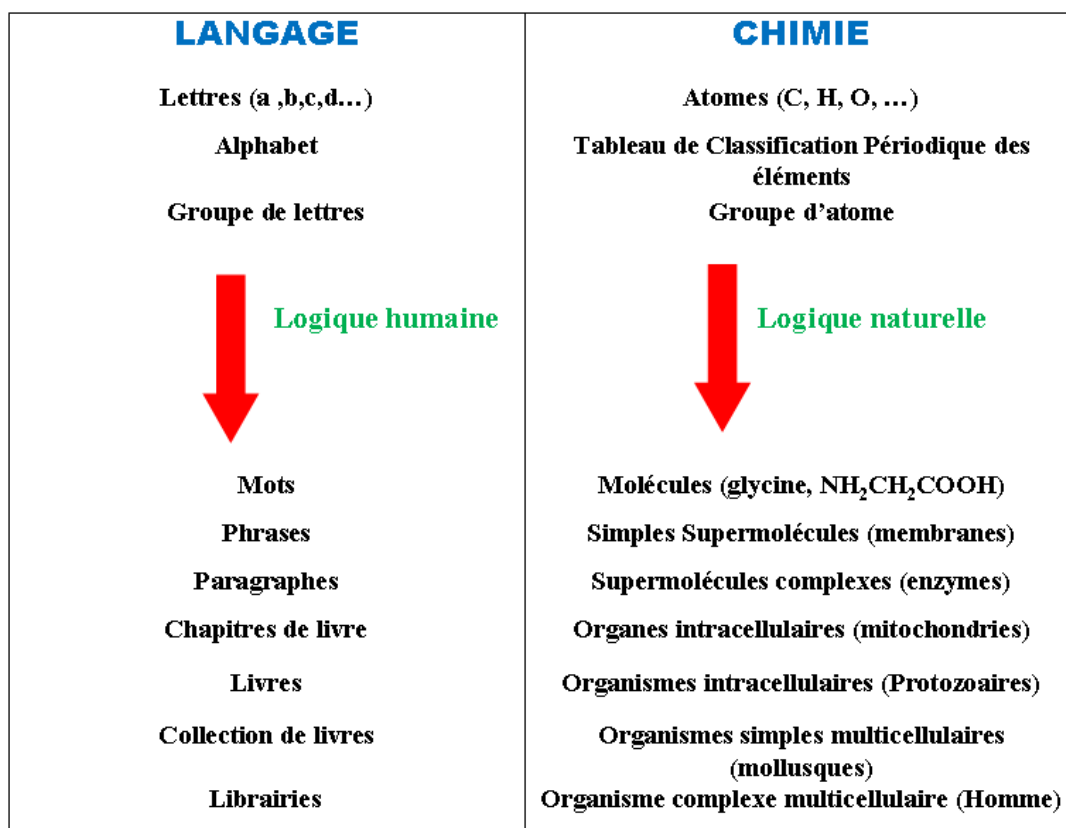 LANGAGE
Lettres (a ,b,c,d…)
Alphabet
Groupe de lettres
Logique humaine
Mots
Phrases
Paragraphes
Chapitres de livre
Livres
Collection de livres
Librairies
CHIMIE
Atomes (C, H, O, …)
Tableau de Classification Périodique des
éléments
Groupe d’atome
Logique naturelle
Molécules (glycine, NH₂CH₂COOH)
Simples Supermolécules (membranes)
Supermolécules complexes (enzymes)
Organes intracellulaires (mitochondries)
Organismes intracellulaires (Protozoaires)
Organismes simples multicellulaires
(mollusques)
Organisme complexe multicellulaire (Homme)